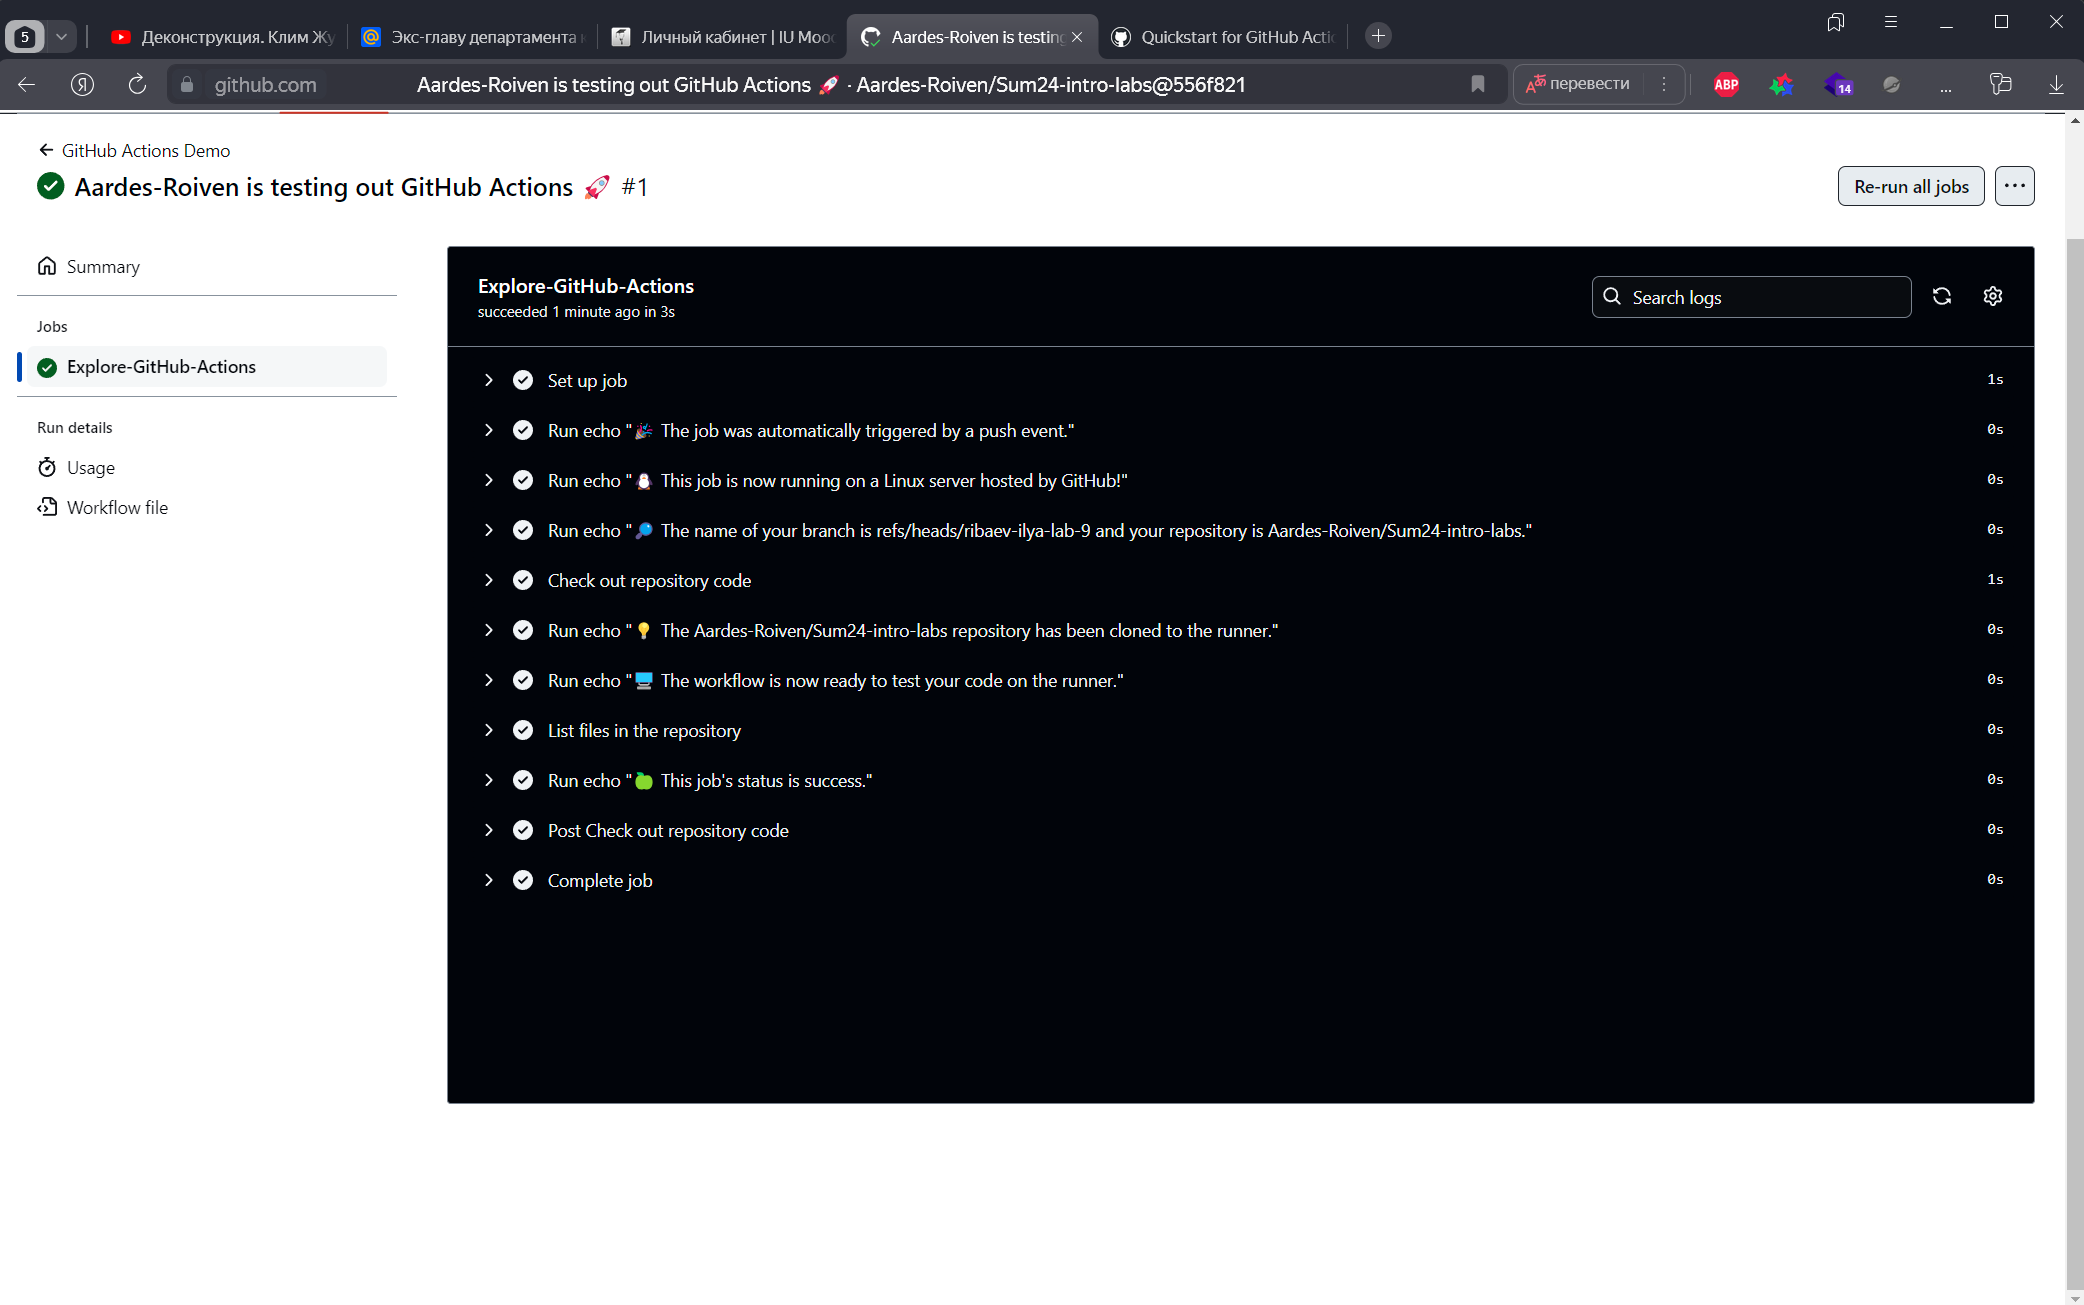 5
Деконструкция. Клим Жу
Экс-главу департамента
Личный кабинет | IU Moo
Aardes-Roiven is testing
Quickstart for GitHub Acti
Я
github.com
Aardes-Roiven is testing out GitHub Actions 🚀 · Aardes-Roiven/Sum24-intro-labs@556f821
перевести
ABP
14
GitHub Actions Demo
Aardes-Roiven is testing out GitHub Actions 🚀 #1
Re-run all jobs
Summary
Jobs
Explore-GitHub-Actions
Run details
Usage
Workflow file
Explore-GitHub-Actions
succeeded 1 minute ago in 3s
Search logs
Set up job 1s
Run echo "🎉 The job was automatically triggered by a push event." 0s
Run echo "🐧 This job is now running on a Linux server hosted by GitHub!" 0s
Run echo "🔎 The name of your branch is refs/heads/ribaev-ilya-lab-9 and your repository is Aardes-Roiven/Sum24-intro-labs." 0s
Check out repository code 1s
Run echo "💡 The Aardes-Roiven/Sum24-intro-labs repository has been cloned to the runner." 0s
Run echo "🖥️ The workflow is now ready to test your code on the runner." 0s
List files in the repository 0s
Run echo "🍏 This job's status is success." 0s
Post Check out repository code 0s
Complete job 0s